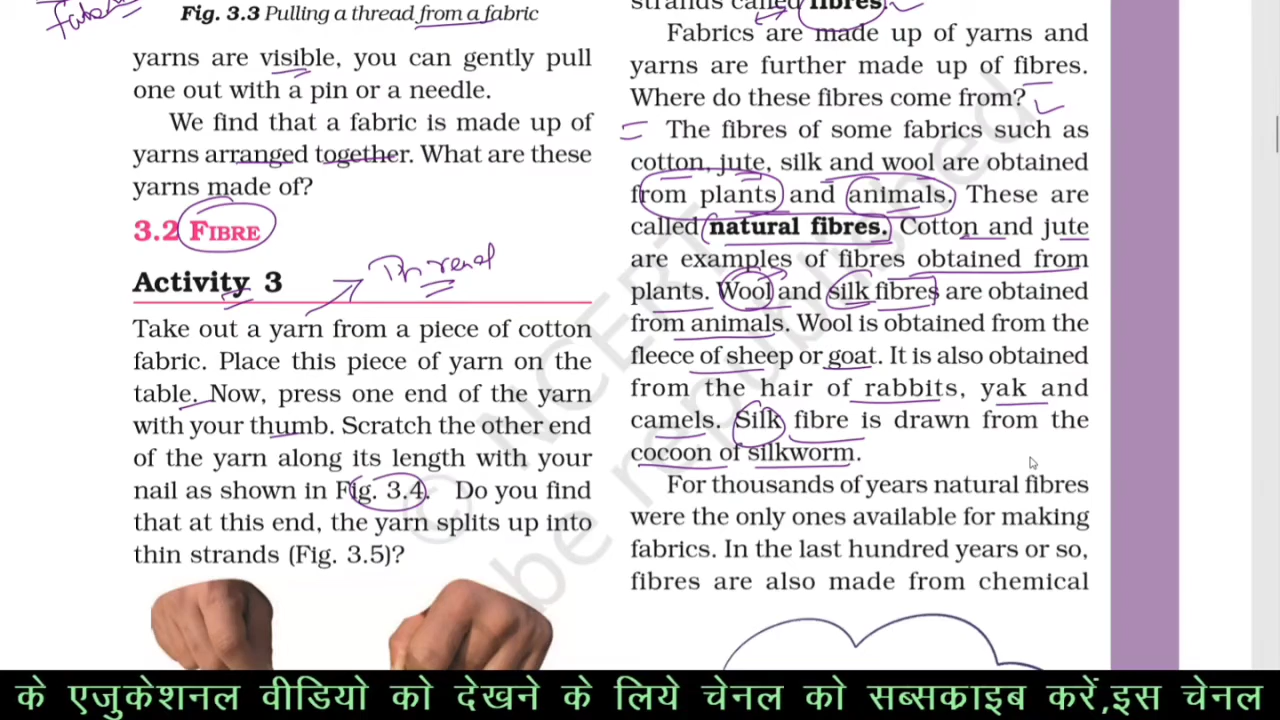 Fig. 3.3 Pulling a thread from a fabric
yarns are visible, you can gently pull
one out with a pin or a needle.
We find that a fabric is made up of
yarns arranged together. What are these
yarns made of?
3.2 FIBRE
Activity 3
Take out a yarn from a piece of cotton
fabric. Place this piece of yarn on the
table. Now, press one end of the yarn
with your thumb. Scratch the other end
of the yarn along its length with your
nail as shown in Fig. 3.4. Do you find
that at this end, the yarn splits up into
thin strands (Fig. 3.5)?
strands called fibres.
Fabrics are made up of yarns and
yarns are further made up of fibres.
Where do these fibres come from?
The fibres of some fabrics such as
cotton, jute, silk and wool are obtained
from plants and animals. These are
called natural fibres. Cotton and jute
are examples of fibres obtained from
plants. Wool and silk fibres are obtained
from animals. Wool is obtained from the
fleece of sheep or goat. It is also obtained
from the hair of rabbits, yak and
camels. Silk fibre is drawn from the
cocoon of silkworm.
For thousands of years natural fibres
were the only ones available for making
fabrics. In the last hundred years or so,
fibres are also made from chemical
© NCERT
be republished
के एजुकेशनल वीडियो को देखने के लिये चेनल को सब्सकाइब करें,इस चेनल